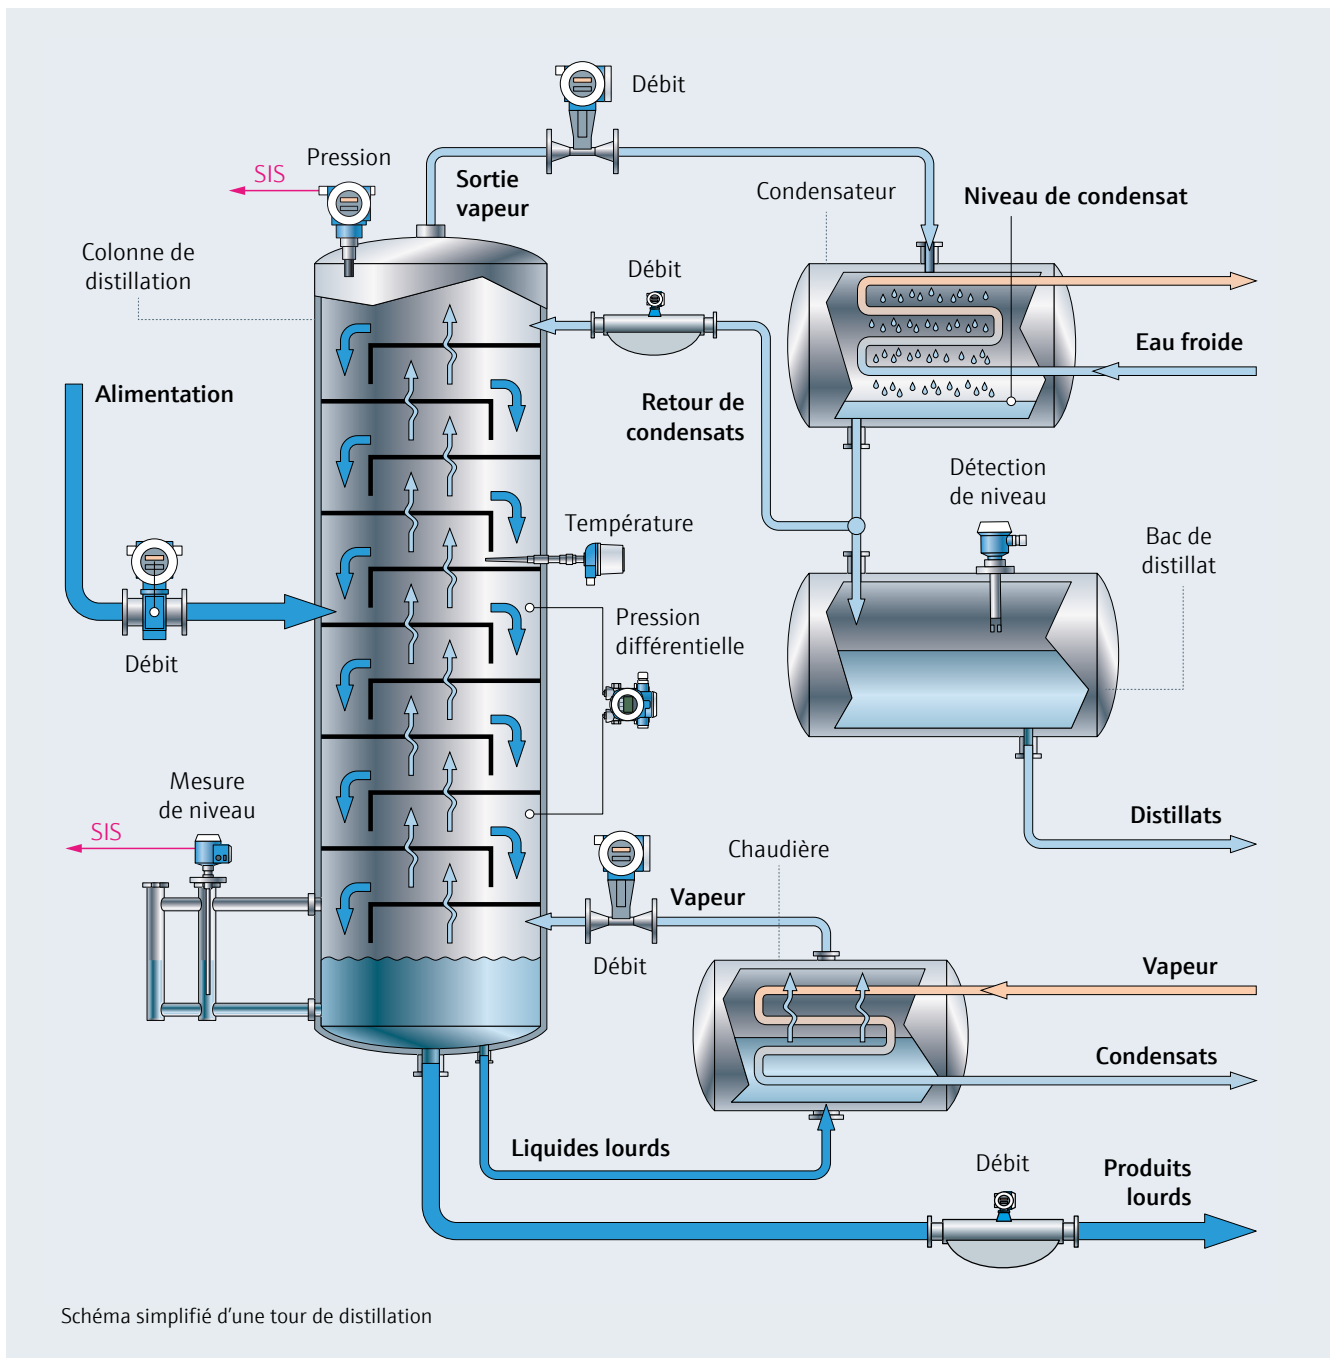 Débit
Pression
SIS
Sortie
vapeur
Condensateur
Niveau de condensat
Colonne de
distillation
Débit
Eau froide
Alimentation
Retour de
condensats
Détection
de niveau
Température
Bac de
distillat
Pression
différentielle
Débit
Mesure
de niveau
SIS
Distillats
Chaudière
Vapeur
Débit
Vapeur
Condensats
Liquides lourds
Débit
Produits
lourds
Schéma simplifié d'une tour de distillation